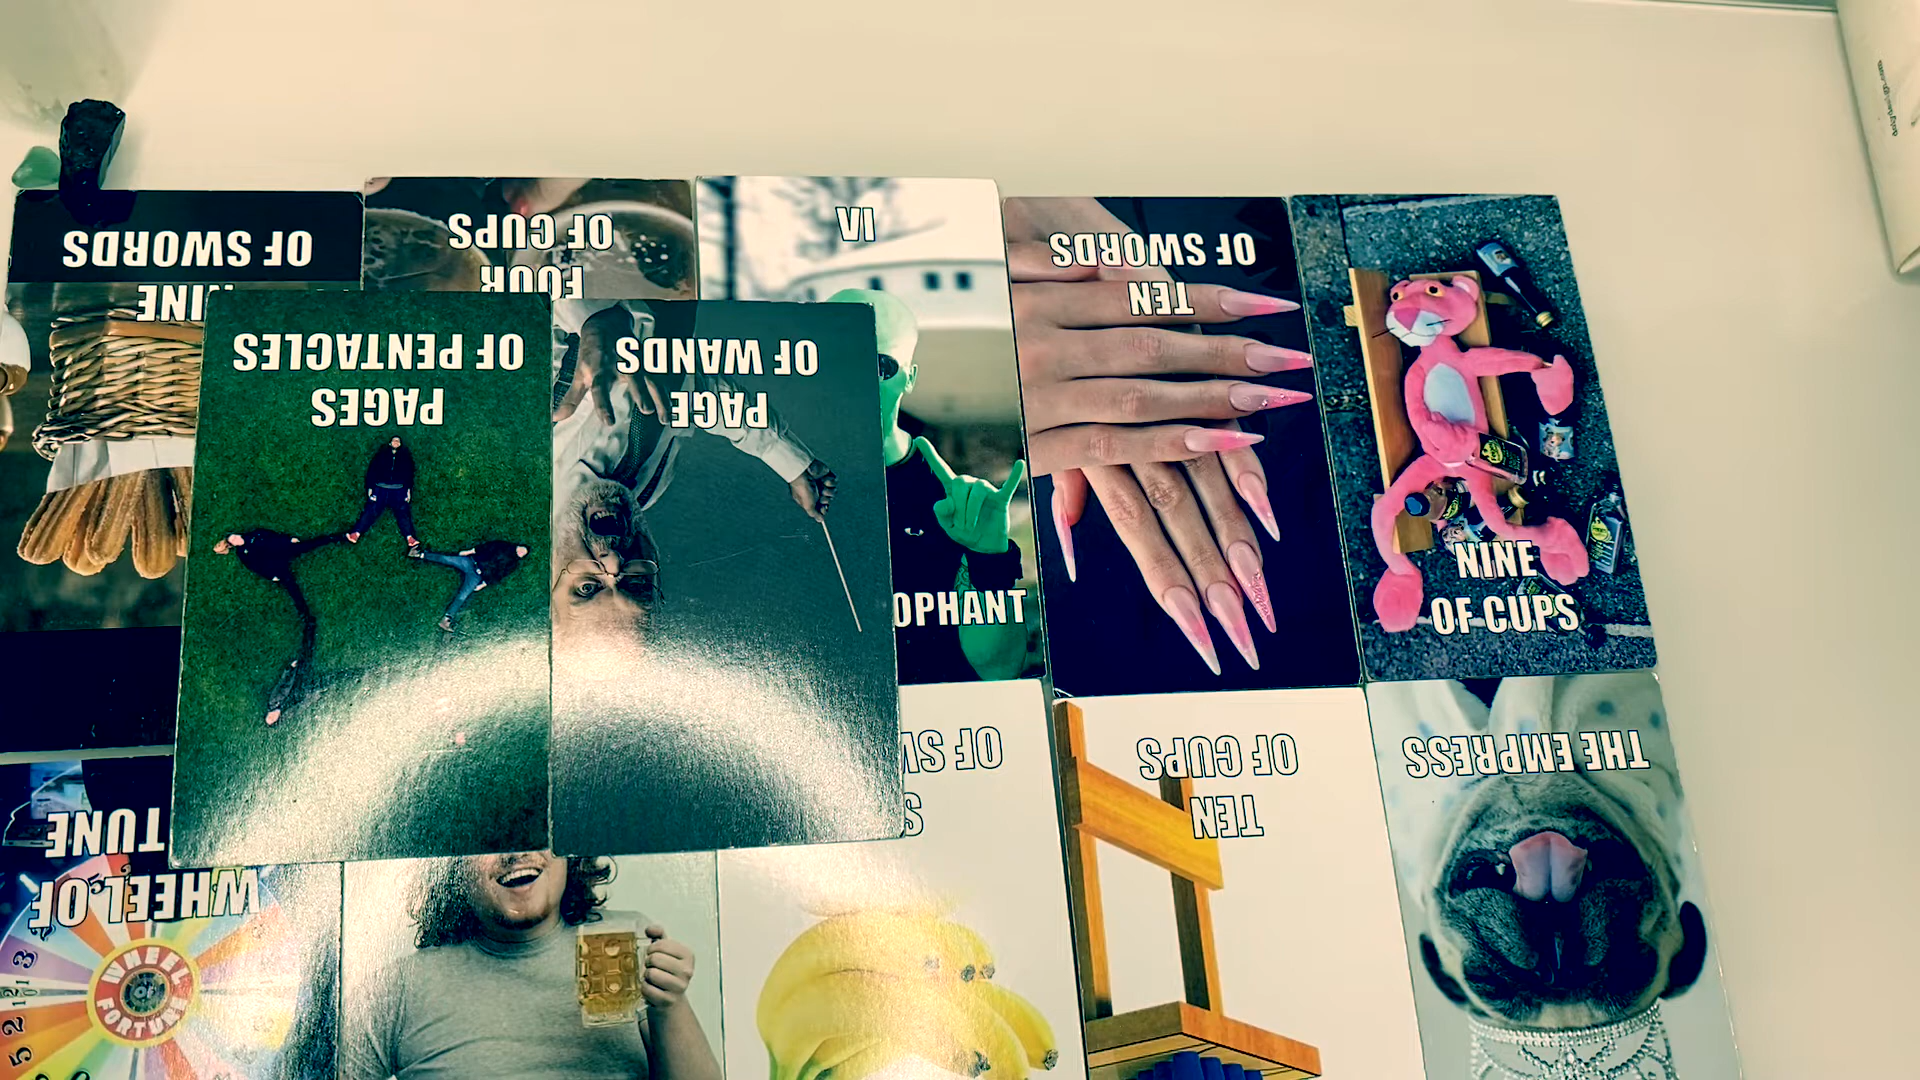 NINE
OF SWORDS
FOUR
OF CUPS
VI
OPHANT
TEN
OF SWORDS
NINE
OF CUPS
PAGES
OF PENTACLES
PAGE
OF WANDS
WHEEL OF
TUNE
WHEEL
OF
FORTUNE
S
OF SW
TEN
OF CUPS
THE EMPRESS